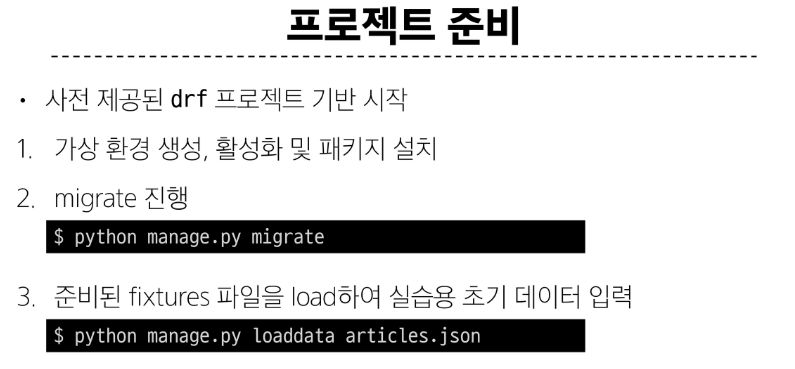 프로젝트 준비
• 사전 제공된 drf 프로젝트 기반 시작
1. 가상 환경 생성, 활성화 및 패키지 설치
2. migrate 진행
$ python manage.py migrate
3. 준비된 fixtures 파일을 load하여 실습용 초기 데이터 입력
$ python manage.py loaddata articles.json